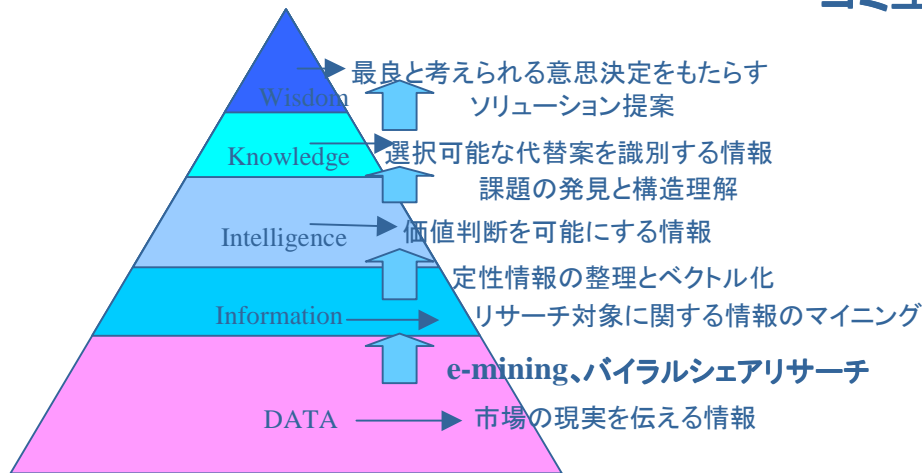 コミュ
最良と考えられる意思決定をもたらす
Wisdom
ソリューション提案
Knowledge
選択可能な代替案を識別する情報
課題の発見と構造理解
Intelligence
価値判断を可能にする情報
定性情報の整理とベクトル化
Information
リサーチ対象に関する情報のマイニング
e-mining、バイラルシェアリサーチ
DATA
市場の現実を伝える情報